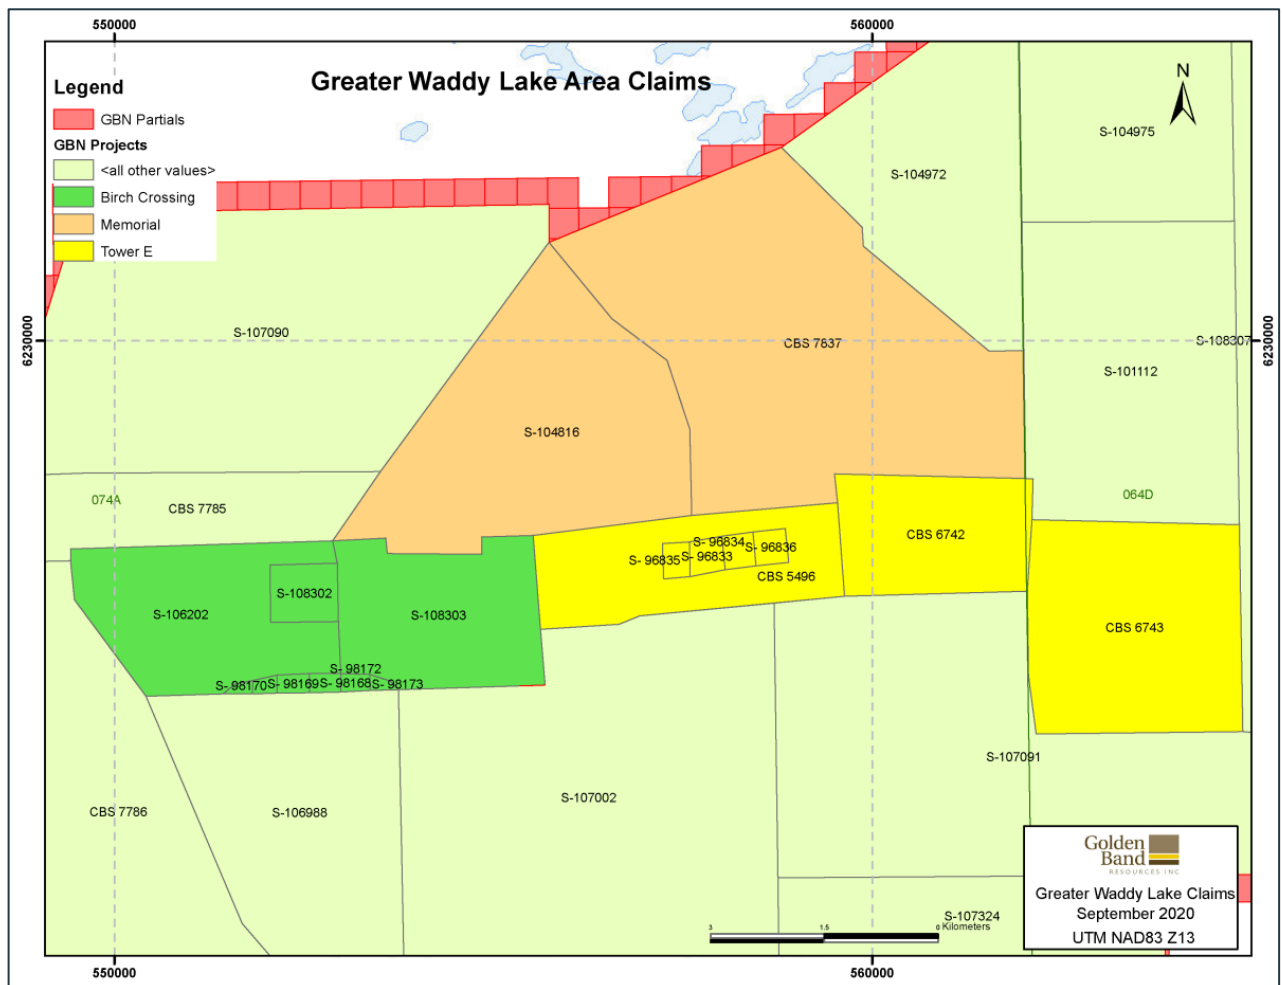 550000
560000
Greater Waddy Lake Area Claims
N
Legend
GBN Partials
GBN Projects
<all other values>
Birch Crossing
Memorial
Tower E
S-104975
S-104972
S-107090
6230000
CBS 7637
S-108307
6230000
S-101112
S-104816
074A
CBS 7785
064D
CBS 6742
S- 96834
S- 96835
S- 96833
S- 96836
CBS 5496
S-108302
S-106202
S-108303
CBS 6743
S- 98172
S- 98170
S- 98169
S- 98168
S- 98173
S-107091
S-107002
CBS 7786
S-106988
Golden
Band
RESOURCES INC
Greater Waddy Lake Claims
September 2020
UTM NAD83 Z13
S-107324
3 1.5 0 Kilometers
550000
560000